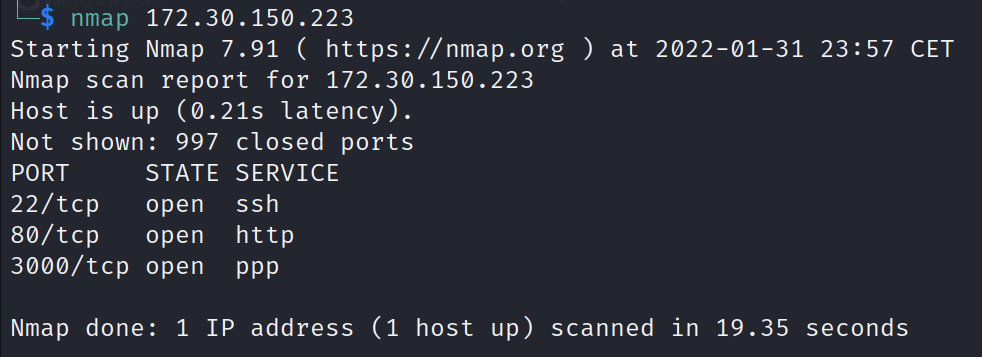 └─$ nmap 172.30.150.223
Starting Nmap 7.91 ( https://nmap.org ) at 2022-01-31 23:57 CET
Nmap scan report for 172.30.150.223
Host is up (0.21s latency).
Not shown: 997 closed ports
PORT     STATE SERVICE
22/tcp   open  ssh
80/tcp   open  http
3000/tcp open  ppp
Nmap done: 1 IP address (1 host up) scanned in 19.35 seconds